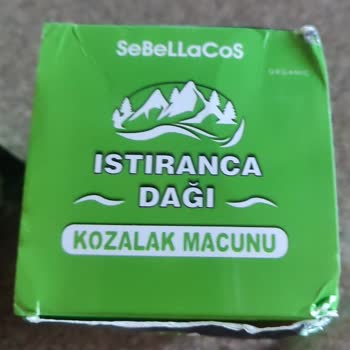 SeBeLLaCoS
ORGANIC
ISTIRANCA
DAĞI
KOZALAK MACUNU